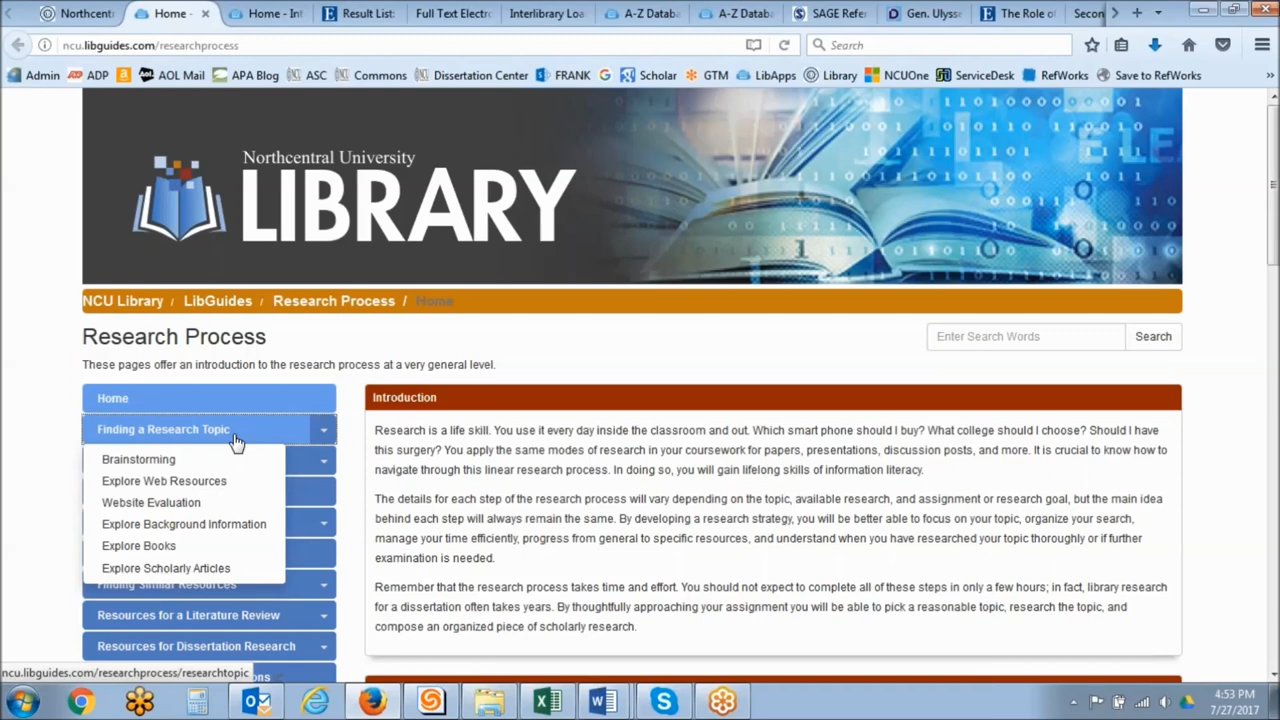 Northcentr
Home -
Home - Int
Result List:
Full Text Electro
Interlibrary Loa
A-Z Databa
A-Z Databa
SAGE Refer
Gen. Ulysse
The Role of
Secon
ncu.libguides.com/researchprocess
Search
Admin
ADP
AOL Mail
APA Blog
ASC
Commons
Dissertation Center
FRANK
Scholar
GTM
LibApps
Library
NCUOne
ServiceDesk
RefWorks
Save to RefWorks
Northcentral University
LIBRARY
NCU Library / LibGuides / Research Process / Home
Research Process
Enter Search Words
Search
These pages offer an introduction to the research process at a very general level.
Home
Finding a Research Topic
Brainstorming
Explore Web Resources
Website Evaluation
Explore Background Information
Explore Books
Explore Scholarly Articles
Finding Similar Resources
Resources for a Literature Review
Resources for Dissertation Research
ons
Introduction
Research is a life skill. You use it every day inside the classroom and out. Which smart phone should I buy? What college should I choose? Should I have
this surgery? You apply the same modes of research in your coursework for papers, presentations, discussion posts, and more. It is crucial to know how to
navigate through this linear research process. In doing so, you will gain lifelong skills of information literacy.
The details for each step of the research process will vary depending on the topic, available research, and assignment or research goal, but the main idea
behind each step will always remain the same. By developing a research strategy, you will be better able to focus on your topic, organize your search,
manage your time efficiently, progress from general to specific resources, and understand when you have researched your topic thoroughly or if further
examination is needed.
Remember that the research process takes time and effort. You should not expect to complete all of these steps in only a few hours; in fact, library research
for a dissertation often takes years. By thoughtfully approaching your assignment you will be able to pick a reasonable topic, research the topic, and
compose an organized piece of scholarly research.
ncu.libguides.com/researchprocess/researchtopic
4:53 PM
7/27/2017